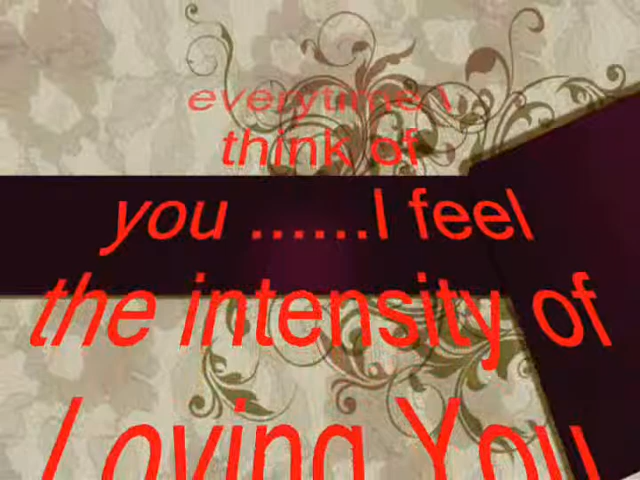 everytime I
think of
you ......I feel
the intensity of
Loving You